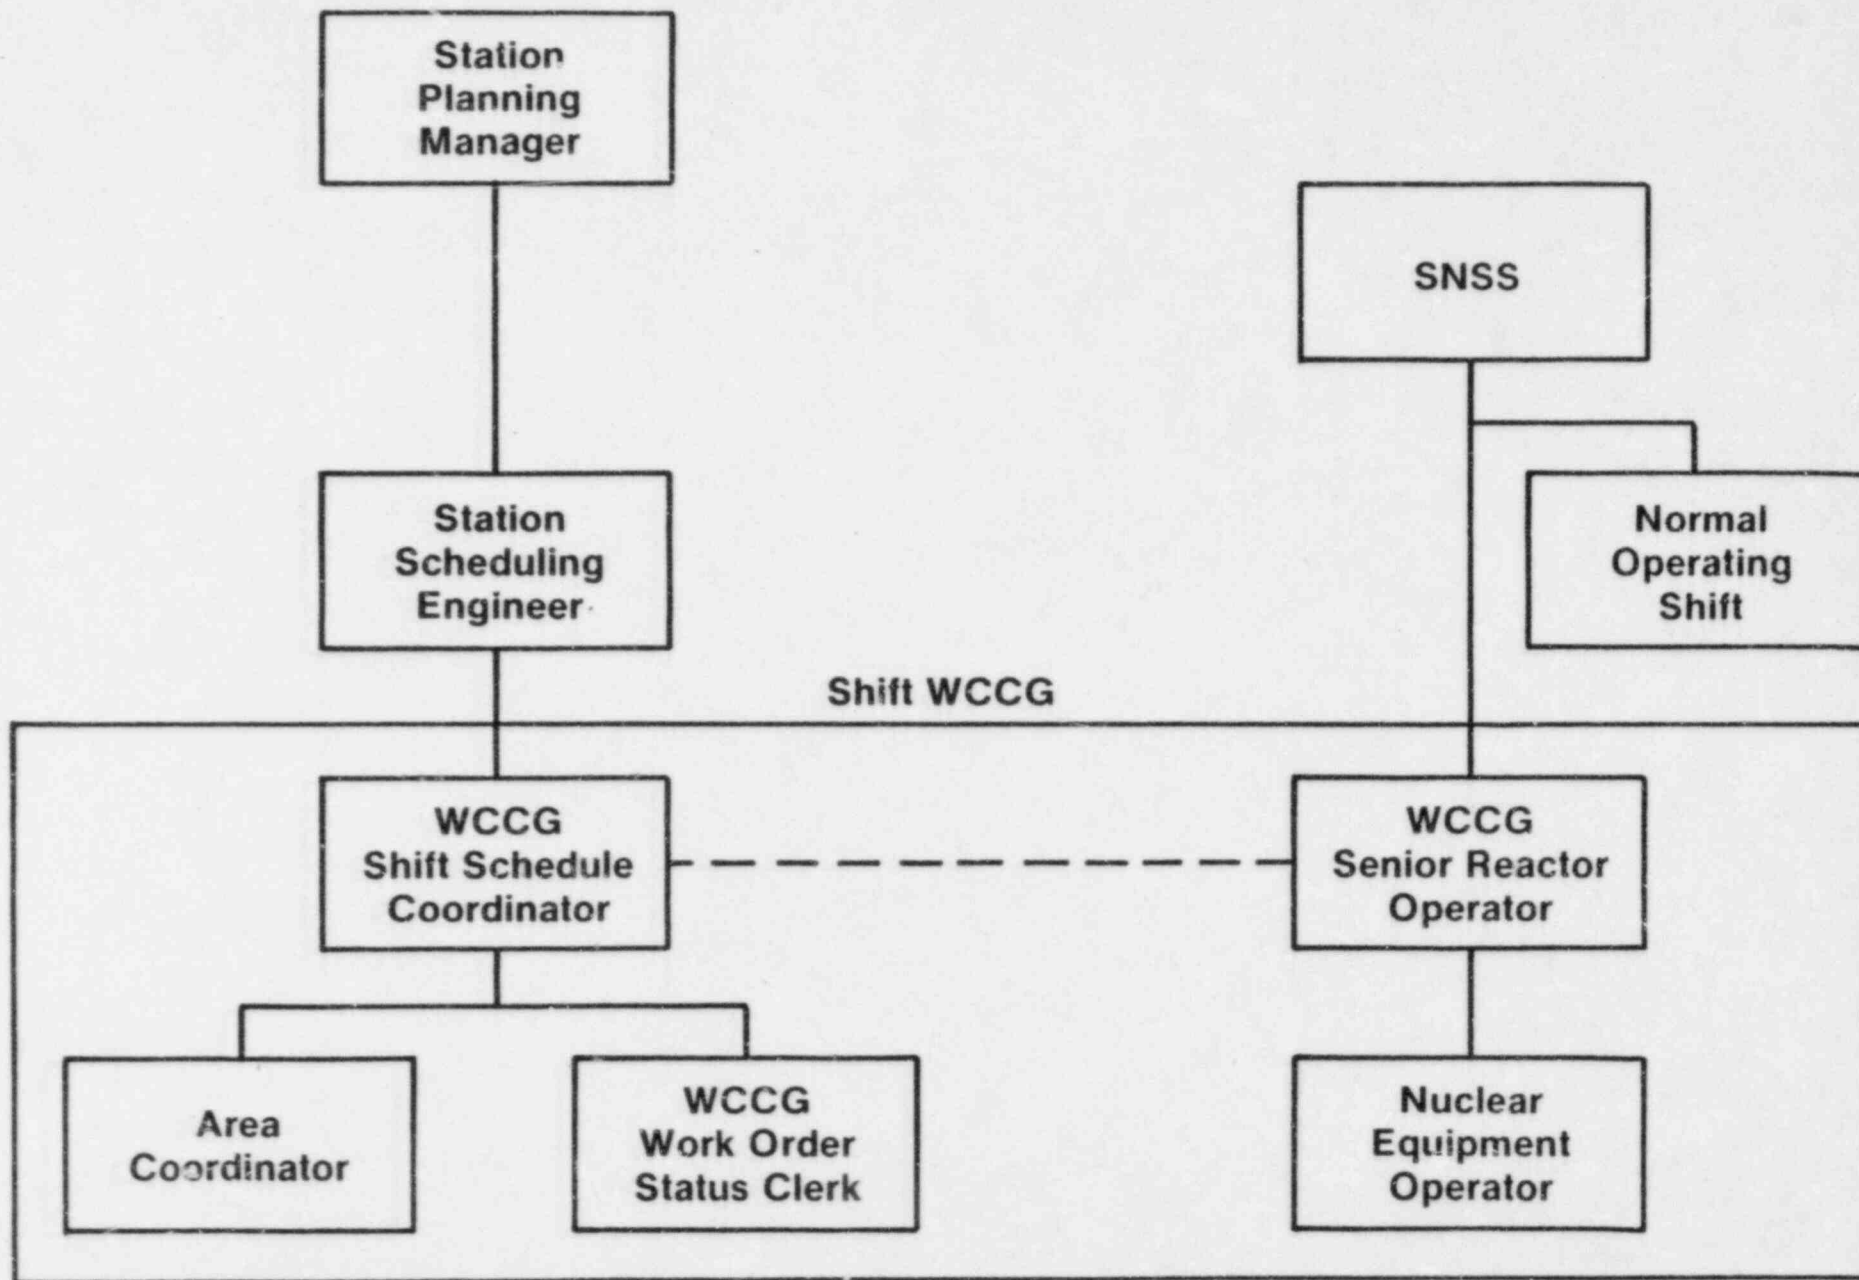 Station
Planning
Manager
SNSS
Station
Scheduling
Engineer
Normal
Operating
Shift
Shift WCCG
WCCG
Shift Schedule
Coordinator
WCCG
Senior Reactor
Operator
Area
Coordinator
WCCG
Work Order
Status Clerk
Nuclear
Equipment
Operator